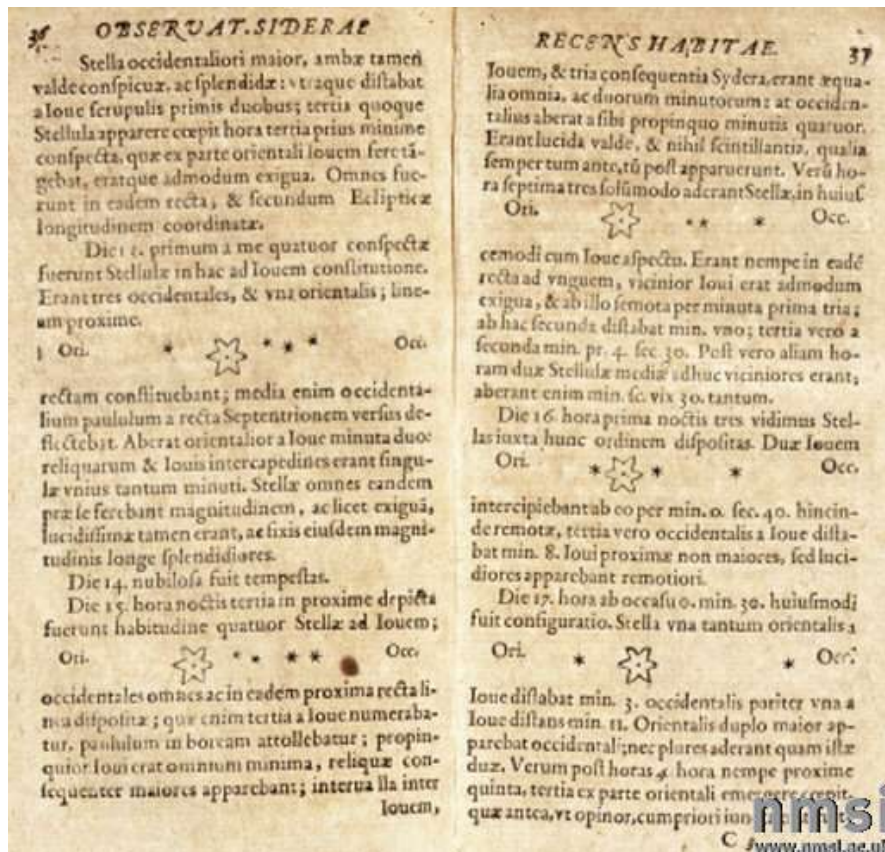 36 OBSERVAT. SIDERAE
Stella occidentaliori maior, ambæ tamen
valde conſpicuæ, ac ſplendidæ: vtraque diſtabat
a Ioue ſcrupulis primis duobus; tertia quoque
Stellula apparere cœpit hora tertia prius minime
conſpecta, quæ ex parte orientali Iouem fere tã-
gebat, eratque admodum exigua. Omnes fue-
runt in eadem recta, & ſecundum Eclipticæ
longitudinem coordinatæ.
Die primum a me quatuor conſpectæ
fuerunt Stellulæ in hac ad Iouem conſtitutione.
Erant tres occidentales, & vna orientalis; line-
am proxime.
Ori. Occ.
rectam conſtituebant; media enim occidenta-
lium paululum a recta Septentrionem verſus de-
flectebat. Aberat orientalior a Ioue minuta duo:
reliquarum & Iouis intercapedines erant ſingu-
læ vnius tantum minuti. Stellæ omnes eandem
præ ſe ferebant magnitudinem, ac licet exiguã,
lucidiſſimæ tamen erant, ac fixis eiuſdem magni-
tudinis longe ſplendidiores.
Die 14. nubiloſa fuit tempeſtas.
Die 15. hora noctis tertia in proxime depicta
fuerunt habitudine quatuor Stellæ ad Iouem;
Ori. Occ.
occidentales omnes ac in eadem proxima recta li-
nea diſpoſitæ; quæ enim tertia a Ioue numeraba-
tur, paululum in boream attollebatur; propin-
quior Ioui erat omnium minima, reliquæ con-
ſequenter maiores apparebant; interualla inter
Iouem,
RECENS HABITAE. 37
Iouem, & tria conſequentia Sydera, erant æqua-
lia omnia, ac duorum minutorum: at occiden-
talius aberat a ſibi propinquo minutis quatuor.
Erant lucida valde, & nihil ſcintillantia, qualia
ſemper tum ante, tũ poſt apparuerunt. Verũ ho-
ra ſeptima tres ſolũmodo aderant Stellæ, in huiuſ
Ori. Occ.
cemodi cum Ioue aſpectu. Erant nempe in eadẽ
recta ad vnguem, vicinior Ioui erat admodum
exigua, & ab illo ſemota per minuta prima tria;
ab hac ſecunda diſtabat min. vno; tertia vero a
ſecunda min. pr. 4. ſec. 30. Poſt vero aliam ho-
ram duæ Stellulæ mediæ adhuc viciniores erant;
aberant enim min. ſc. vix 30. tantum.
Die 16. hora prima noctis tres vidimus Stel-
las iuxta hunc ordinem diſpoſitas. Duæ Iouem
Ori. Occ.
intercipiebant ab eo per min. 0. ſec. 40. hincin-
de remotæ, tertia vero occidentalis a Ioue diſta-
bat min. 8. Ioui proximæ non maiores, ſed luci-
diores apparebant remotiori.
Die 17. hora ab occaſu 0. min. 30. huiuſmodi
fuit configuratio. Stella vna tantum orientalis a
Ori. Occ.
Ioue diſtabat min. 3. occidentalis pariter vna a
Ioue diſtans min. 11. Orientalis duplo maior ap-
parebat occidentali; nec plures aderant quam iſtæ
duæ. Verum poſt horas 4. hora nempe proxime
quinta, tertia ex parte orientali emergere cœpit,
quæ antea, vt opinor, cum priori
C
nmsi
www.nmsi.ac.uk